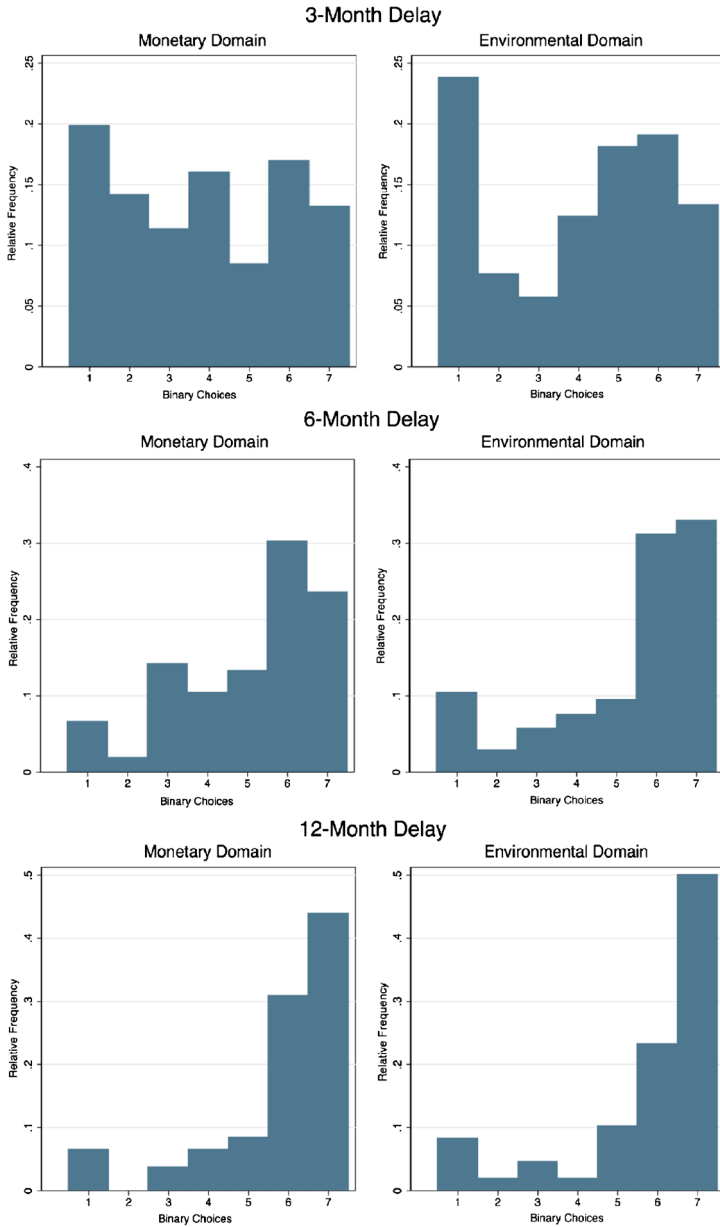 3-Month Delay
Monetary Domain
Environmental Domain
.25
.2
.15
.1
.05
0
Relative Frequency
1 2 3 4 5 6 7
Binary Choices
.25
.2
.15
.1
.05
0
Relative Frequency
1 2 3 4 5 6 7
Binary Choices
6-Month Delay
Monetary Domain
Environmental Domain
.4
.3
.2
.1
0
Relative Frequency
1 2 3 4 5 6 7
Binary Choices
.4
.3
.2
.1
0
Relative Frequency
1 2 3 4 5 6 7
Binary Choices
12-Month Delay
Monetary Domain
Environmental Domain
.5
.4
.3
.2
.1
0
Relative Frequency
1 2 3 4 5 6 7
Binary Choices
.5
.4
.3
.2
.1
0
Relative Frequency
1 2 3 4 5 6 7
Binary Choices